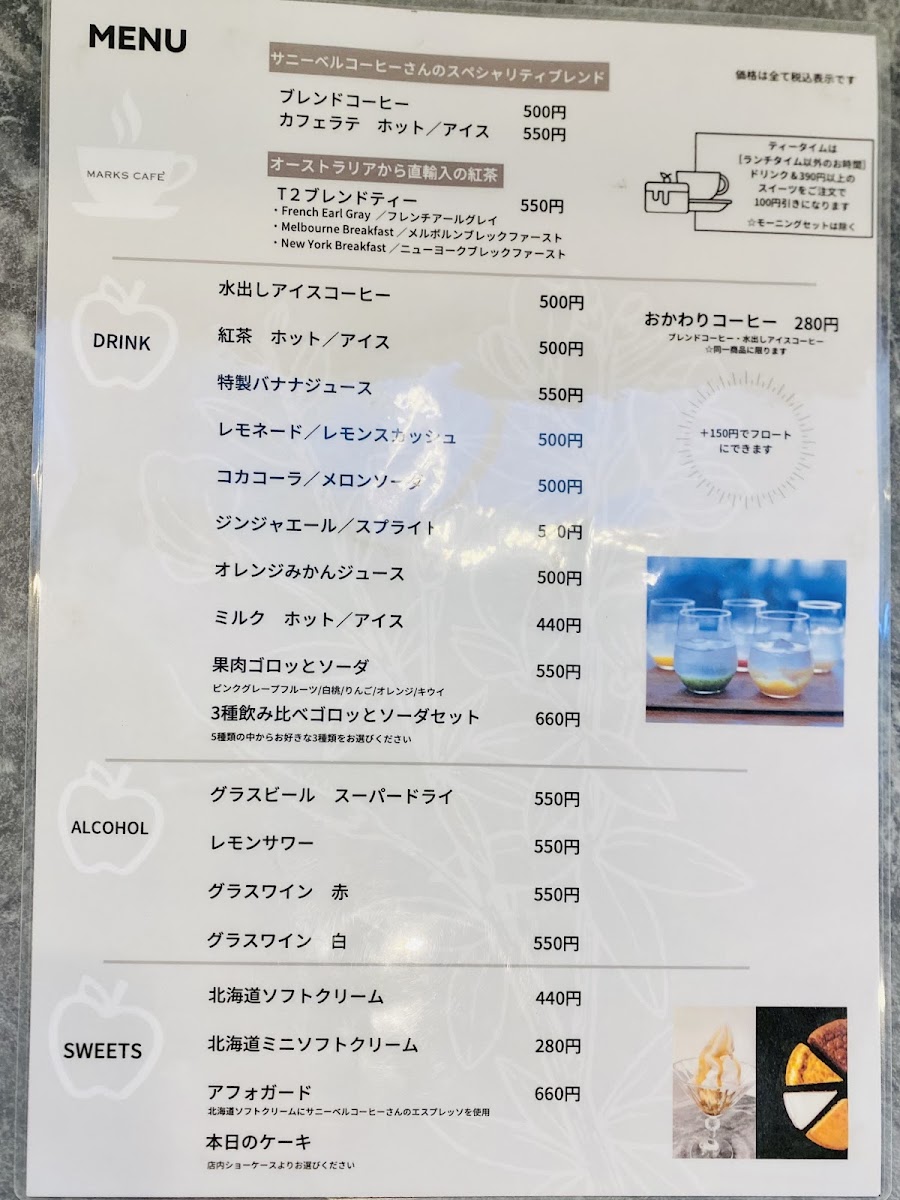 MENU
サニーベルコーヒーさんのスペシャリティブレンド
価格は全て税込表示です
ブレンドコーヒー 500円
カフェラテ ホット／アイス 550円
MARKS CAFE
オーストラリアから直輸入の紅茶
T2ブレンドティー 550円
・French Earl Gray ／フレンチアールグレイ
・Melbourne Breakfast ／メルボルンブレックファースト
・New York Breakfast ／ニューヨークブレックファースト
ティータイムは
[ランチタイム以外のお時間]
ドリンク＆390円以上の
スイーツをご注文で
100円引きになります
☆モーニングセットは除く
DRINK
水出しアイスコーヒー 500円
紅茶 ホット／アイス 500円
特製バナナジュース 550円
レモネード／レモンスカッシュ 500円
コカコーラ／メロンソーダ 500円
ジンジャエール／スプライト
オレンジみかんジュース 500円
ミルク ホット／アイス 440円
果肉ゴロッとソーダ 550円
ピンクグレープフルーツ/白桃/りんご/オレンジ/キウイ
3種飲み比べゴロッとソーダセット 660円
5種類の中からお好きな3種類をお選びください
おかわりコーヒー 280円
ブレンドコーヒー・水出しアイスコーヒー
☆同一商品に限ります
＋150円でフロート
にできます
ALCOHOL
グラスビール スーパードライ 550円
レモンサワー 550円
グラスワイン 赤 550円
グラスワイン 白 550円
SWEETS
北海道ソフトクリーム 440円
北海道ミニソフトクリーム 280円
アフォガード 660円
北海道ソフトクリームにサニーベルコーヒーさんのエスプレッソを使用
本日のケーキ
店内ショーケースよりお選びください